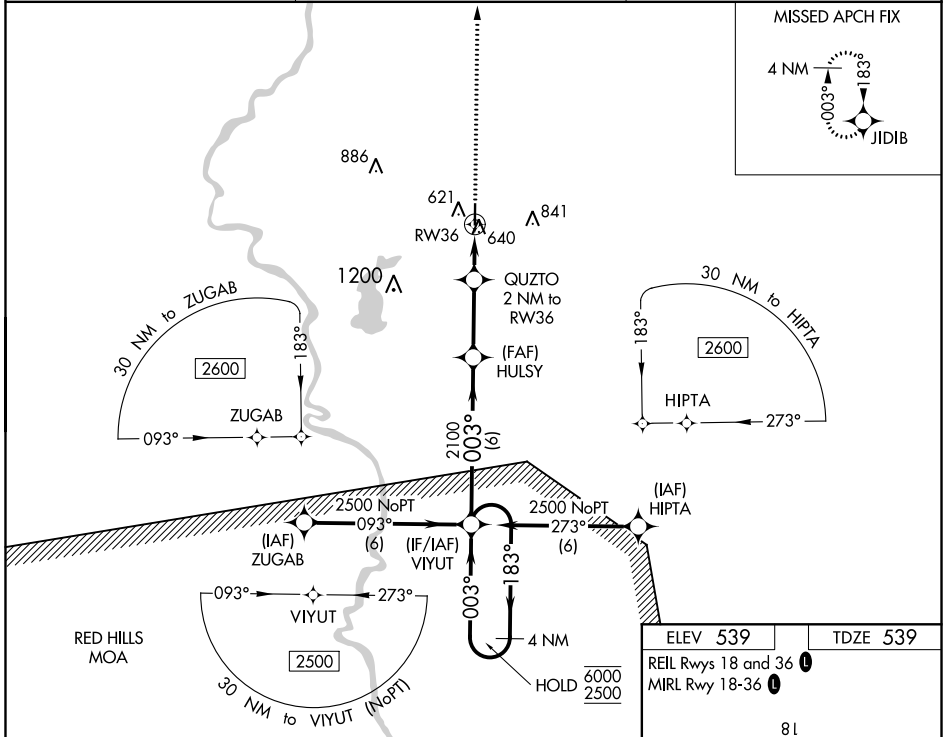 MISSED APCH FIX
4 NM
003°
183°
JIDIB
886
621
841
RW36
640
1200
QUZTO
2 NM to
RW36
(FAF)
HULSY
30 NM to ZUGAB
183°
2600
ZUGAB
093°
30 NM to HIPTA
183°
2600
HIPTA
273°
2100
003°
(6)
2500 NoPT
093°
(6)
(IAF)
ZUGAB
(IF/IAF)
VIYUT
2500 NoPT
273°
(6)
(IAF)
HIPTA
003°
183°
4 NM
HOLD
6000
2500
093°
273°
VIYUT
2500
30 NM to VIYUT (NoPT)
RED HILLS
MOA
ELEV 539
TDZE 539
REIL Rwys 18 and 36 L
MIRL Rwy 18-36 L
18